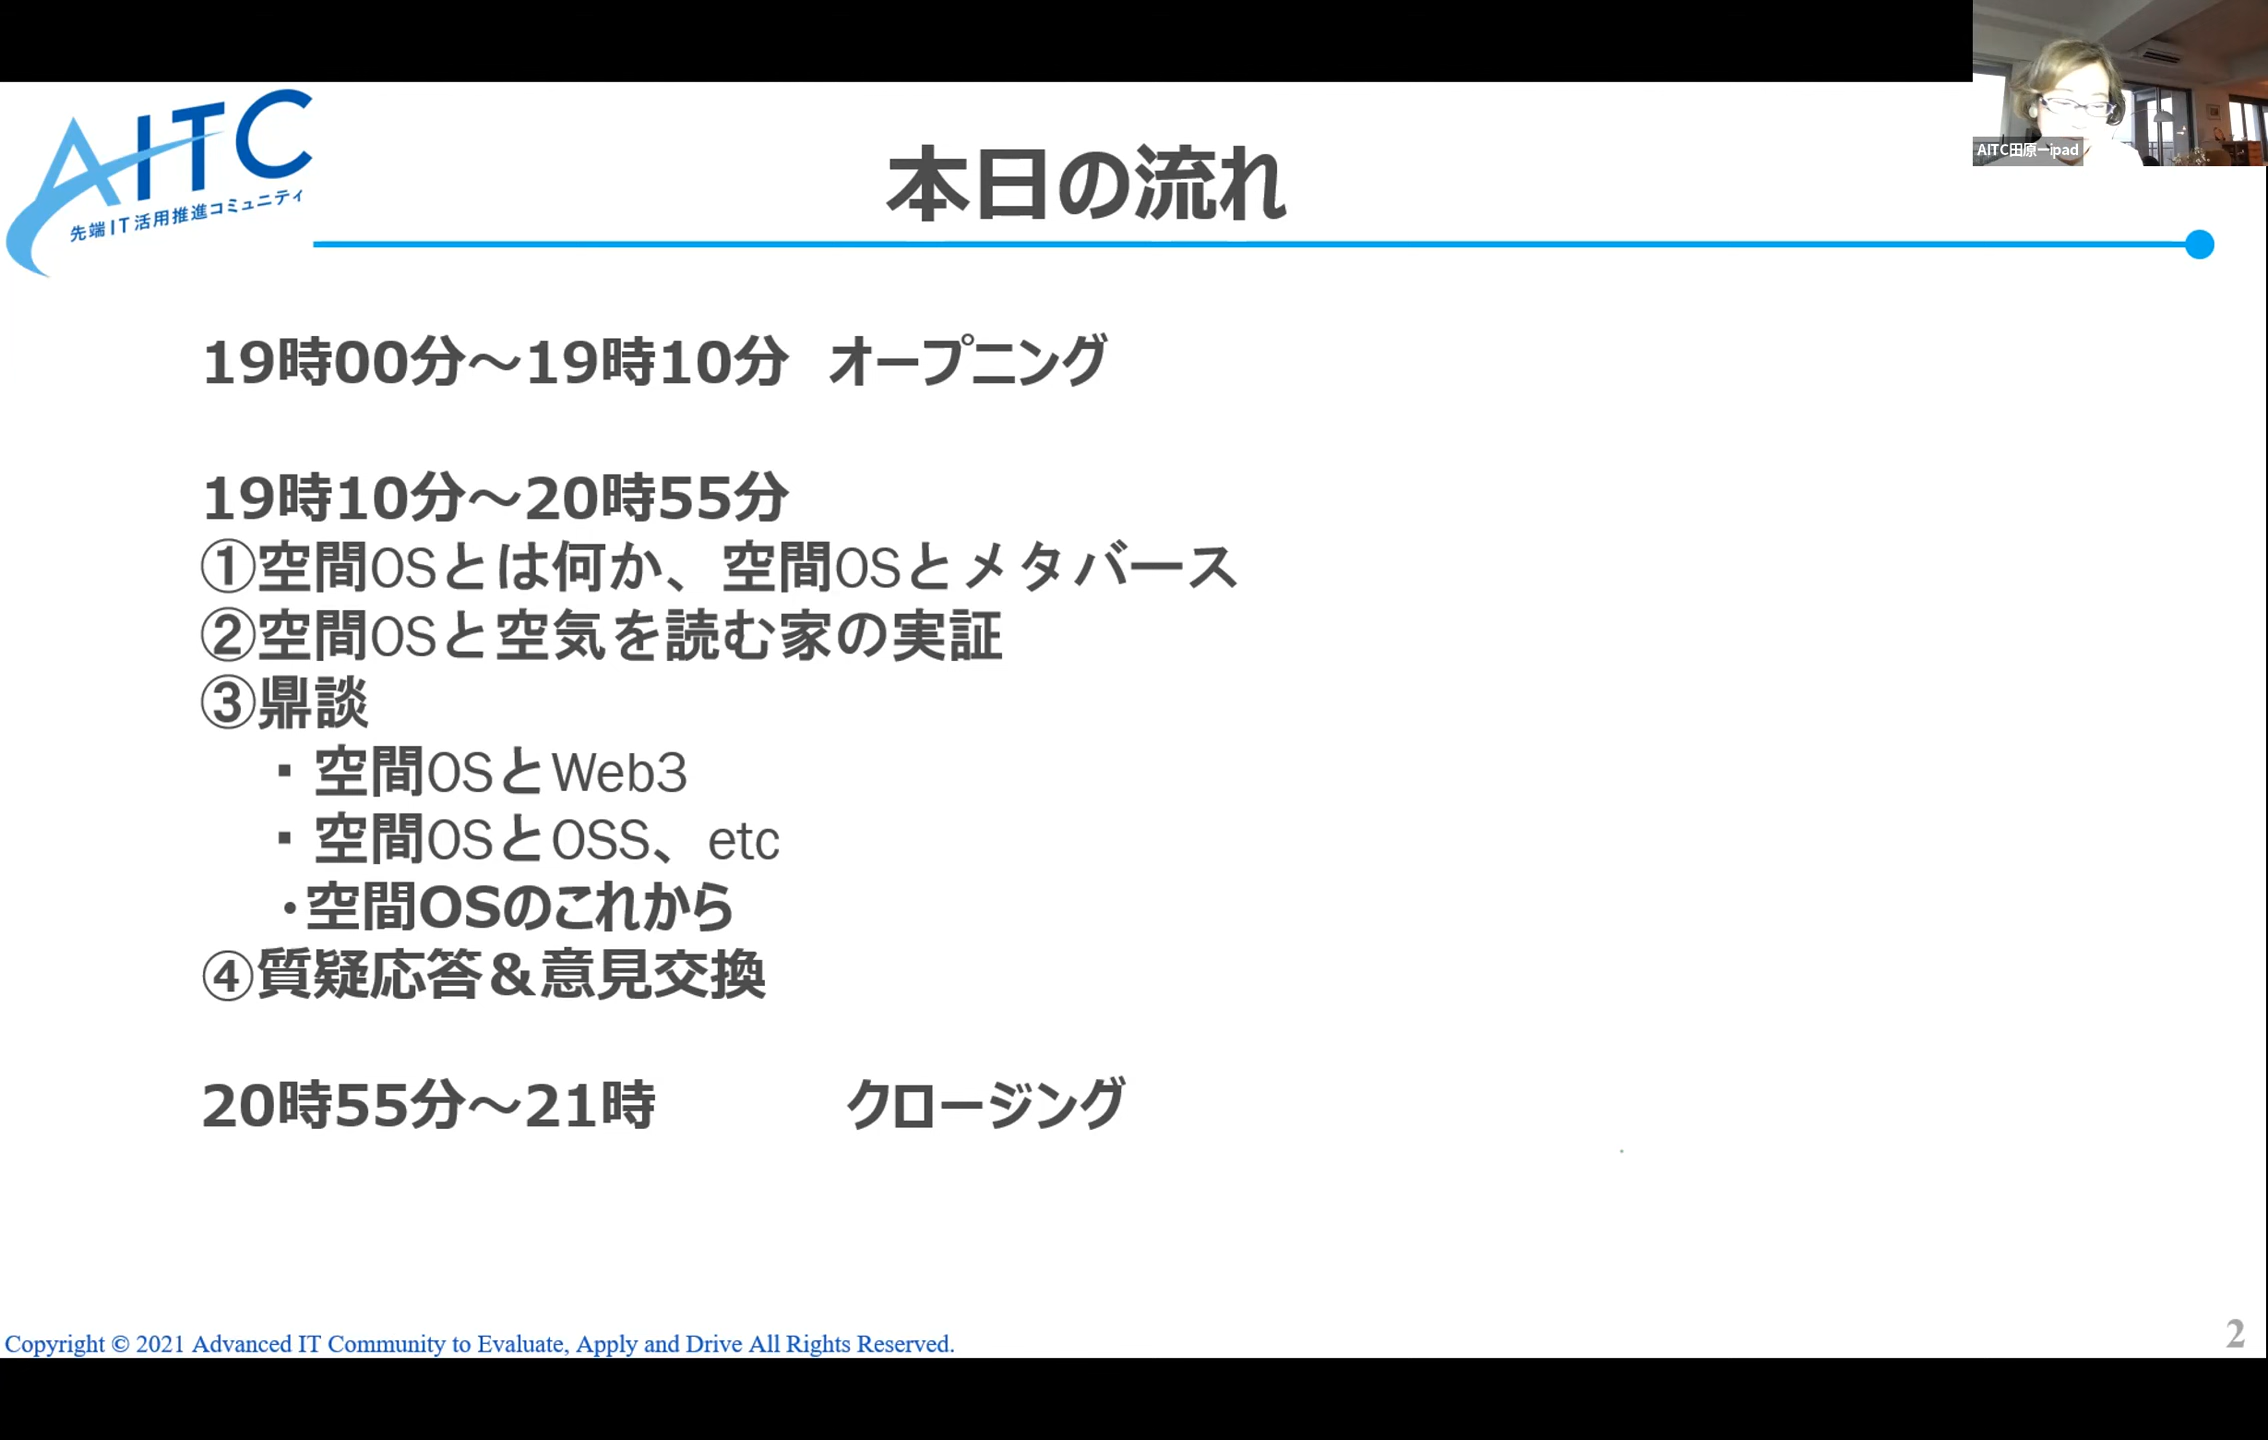 AITC
先端IT活用推進コミュニティ
AITC田原ーipad
本日の流れ
19時00分～19時10分 オープニング
19時10分～20時55分
①空間OSとは何か、空間OSとメタバース
②空間OSと空気を読む家の実証
③鼎談
▪空間OSとWeb3
▪空間OSとOSS、etc
・空間OSのこれから
④質疑応答＆意見交換
20時55分～21時 クロージング
Copyright © 2021 Advanced IT Community to Evaluate, Apply and Drive All Rights Reserved.
2